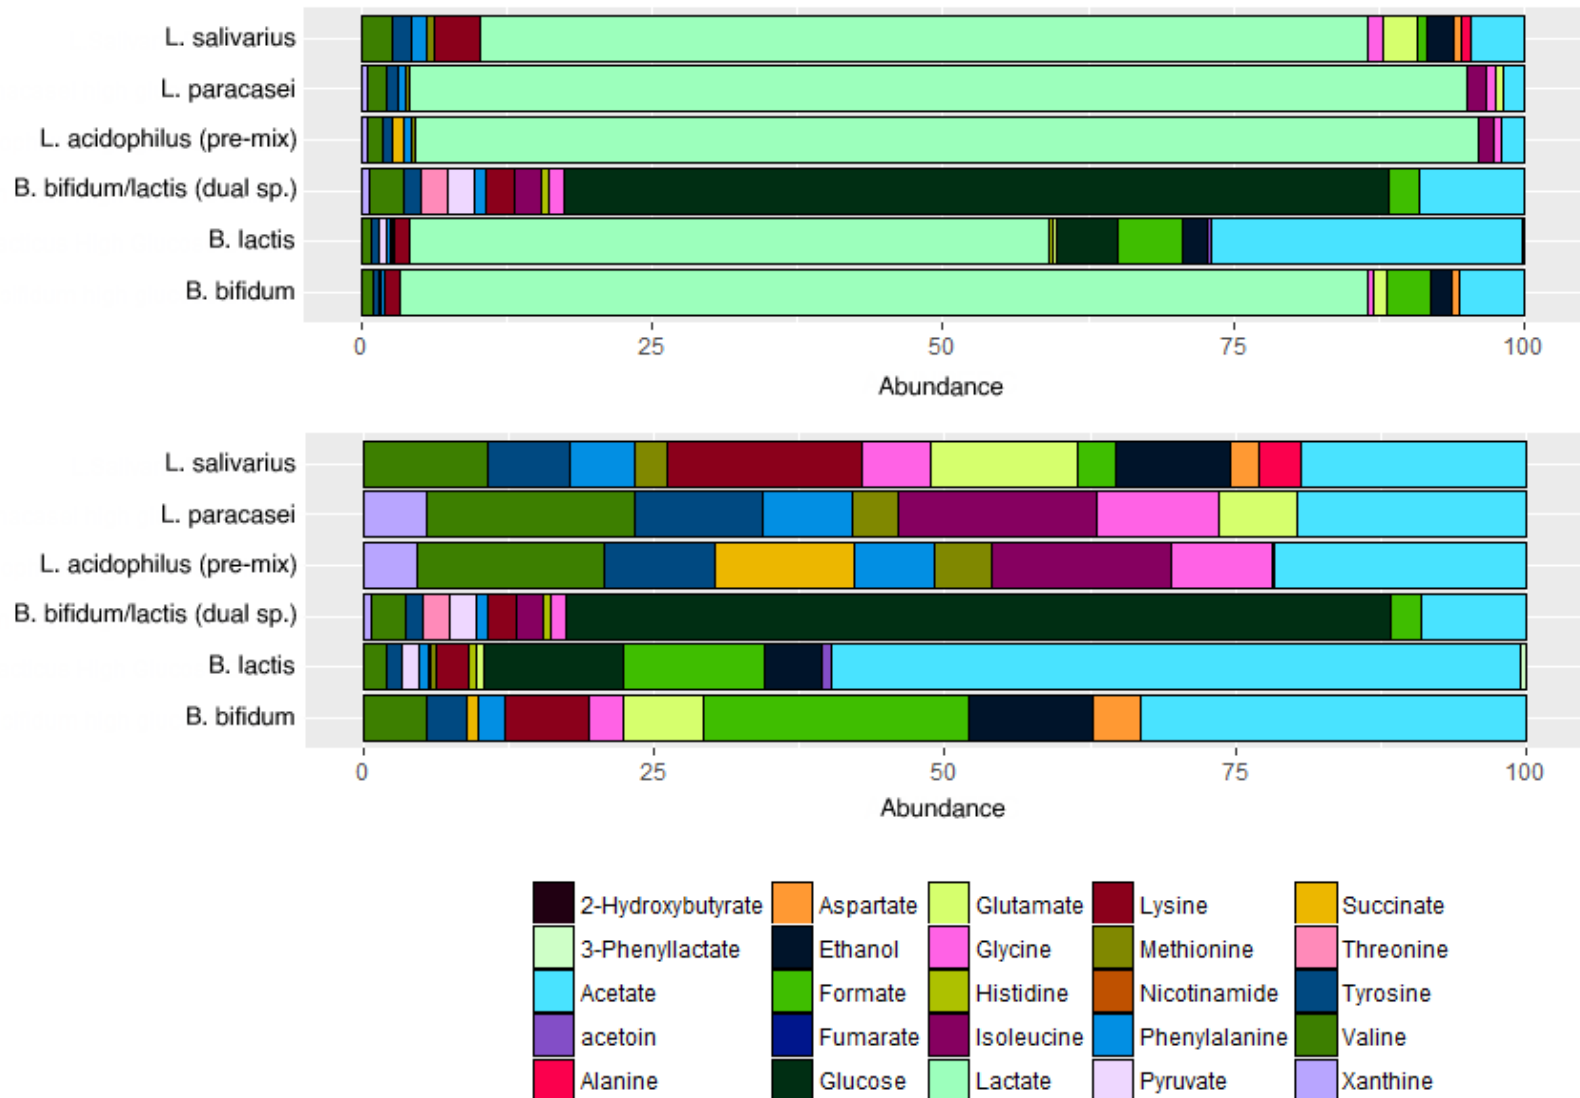 L. salivarius
L. paracasei
L. acidophilus (pre-mix)
B. bifidum/lactis (dual sp.)
B. lactis
B. bifidum
0 25 50 75 100
Abundance
L. salivarius
L. paracasei
L. acidophilus (pre-mix)
B. bifidum/lactis (dual sp.)
B. lactis
B. bifidum
0 25 50 75 100
Abundance
2-Hydroxybutyrate Aspartate Glutamate Lysine Succinate
3-Phenyllactate Ethanol Glycine Methionine Threonine
Acetate Formate Histidine Nicotinamide Tyrosine
acetoin Fumarate Isoleucine Phenylalanine Valine
Alanine Glucose Lactate Pyruvate Xanthine